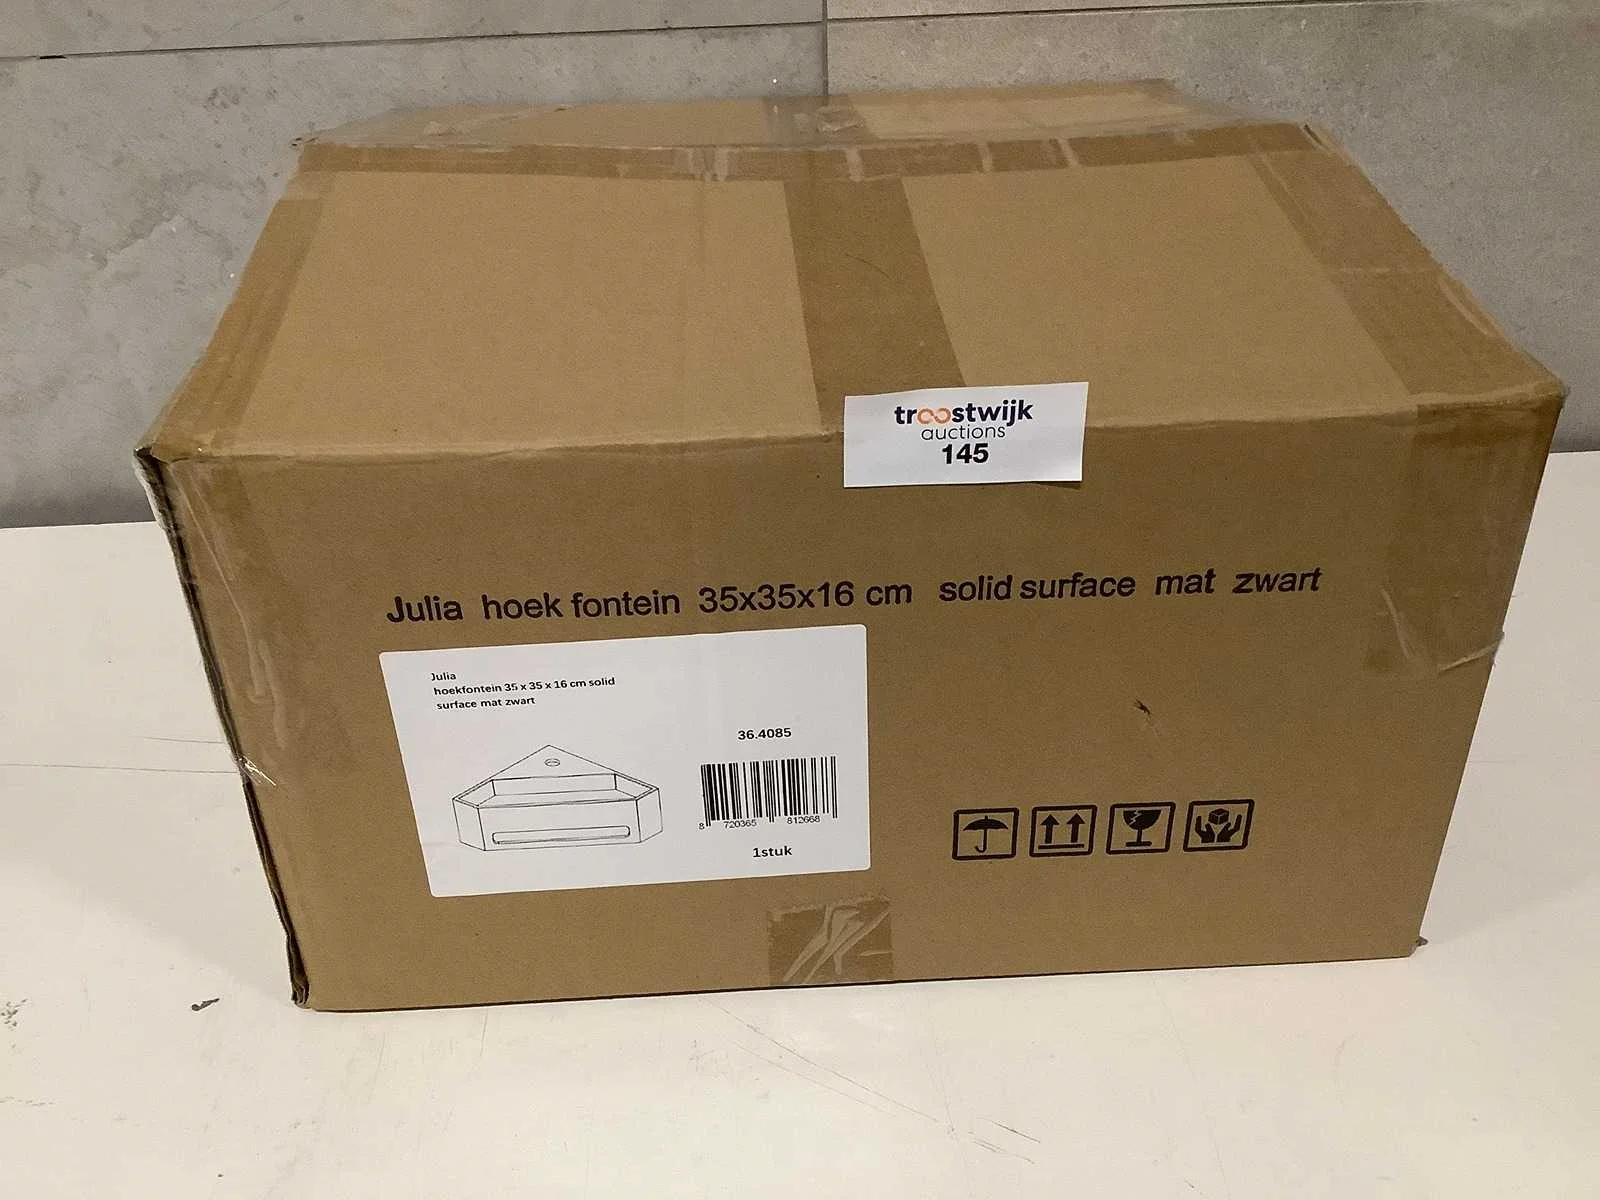 troostwijk
auctions
145
Julia hoek fontein 35x35x16 cm solid surface mat zwart
Julia
hoekfontein 35 x 35 x 16 cm solid
surface mat zwart
36.4085
8 720365 812668
1stuk